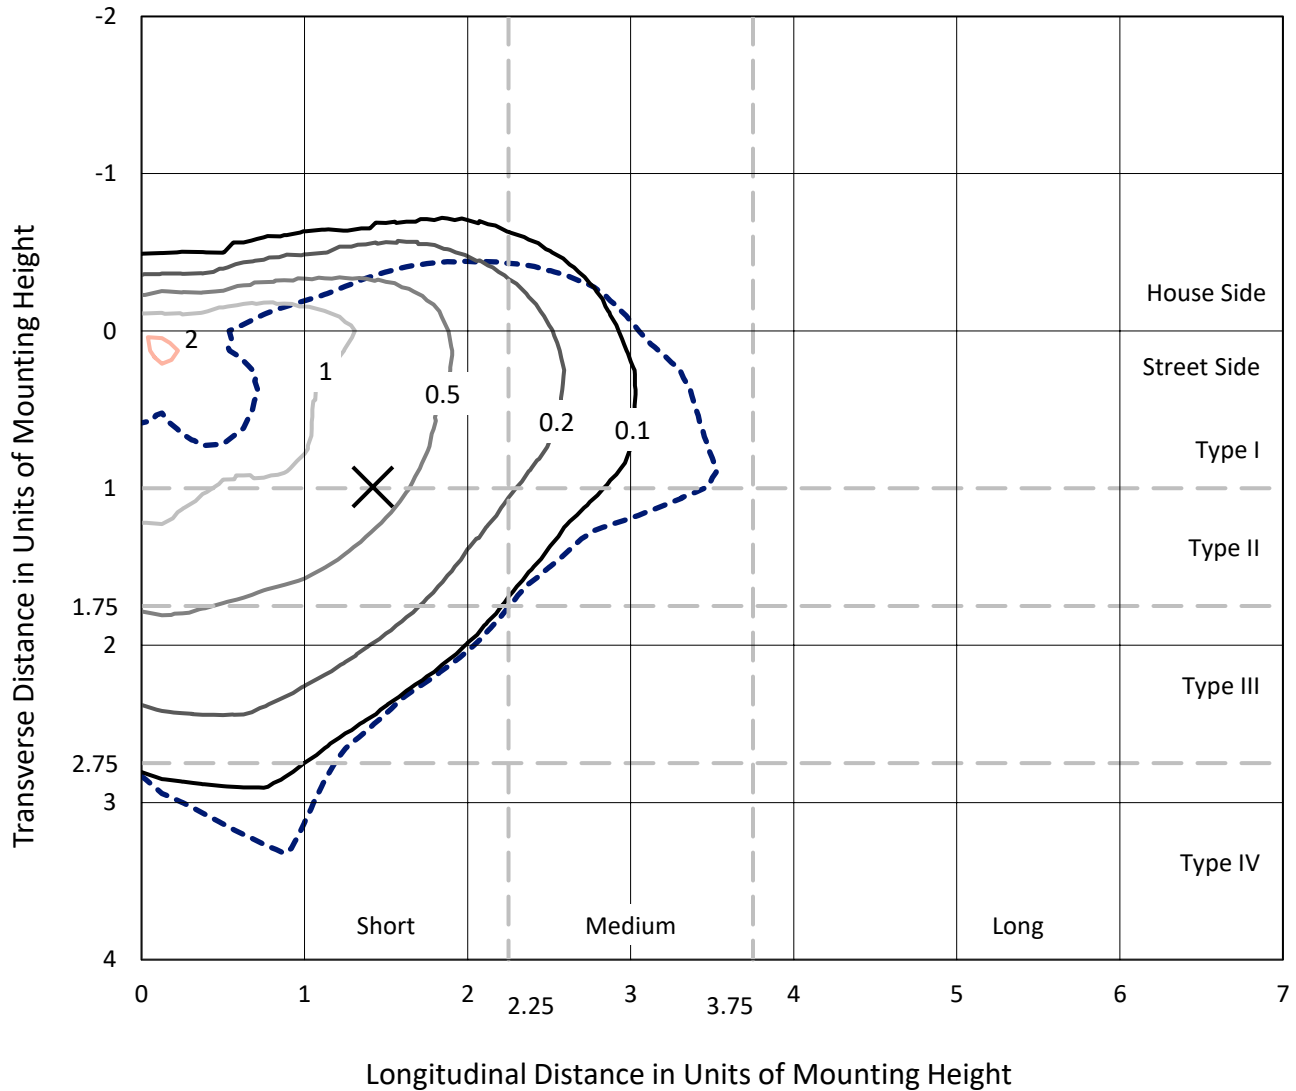 -2
-1
House Side
0
2
Street Side
1
0.5
0.2
0.1
Type I
1
Type II
1.75
2
Type III
2.75
3
Type IV
Short
Medium
Long
4
0
1
2
2.25
3
3.75
4
5
6
7
Transverse Distance in Units of Mounting Height
Longitudinal Distance in Units of Mounting Height